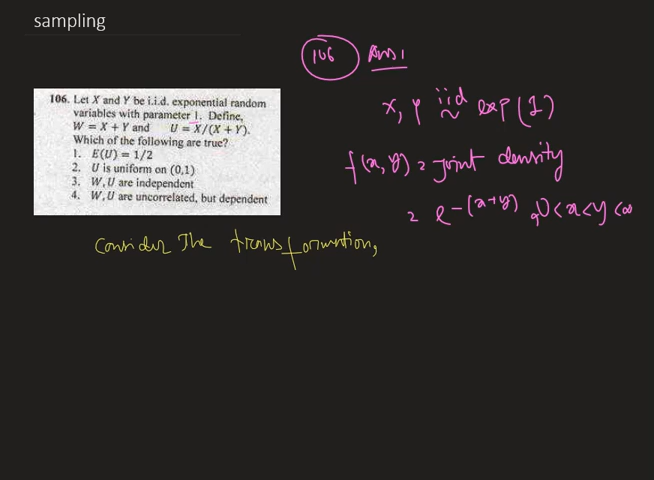 sampling
106 Ans!
106. Let X and Y be i.i.d. exponential random
variables with parameter 1. Define,
W = X + Y and U = X/(X + Y).
Which of the following are true?
1. E(U) = 1/2
2. U is uniform on (0,1)
3. W, U are independent
4. W, U are uncorrelated, but dependent
X, Y iid ~ exp(1)
f(x, y) = joint density
= e^-(x+y), 0 < x < y < ∞
Consider The transformation,